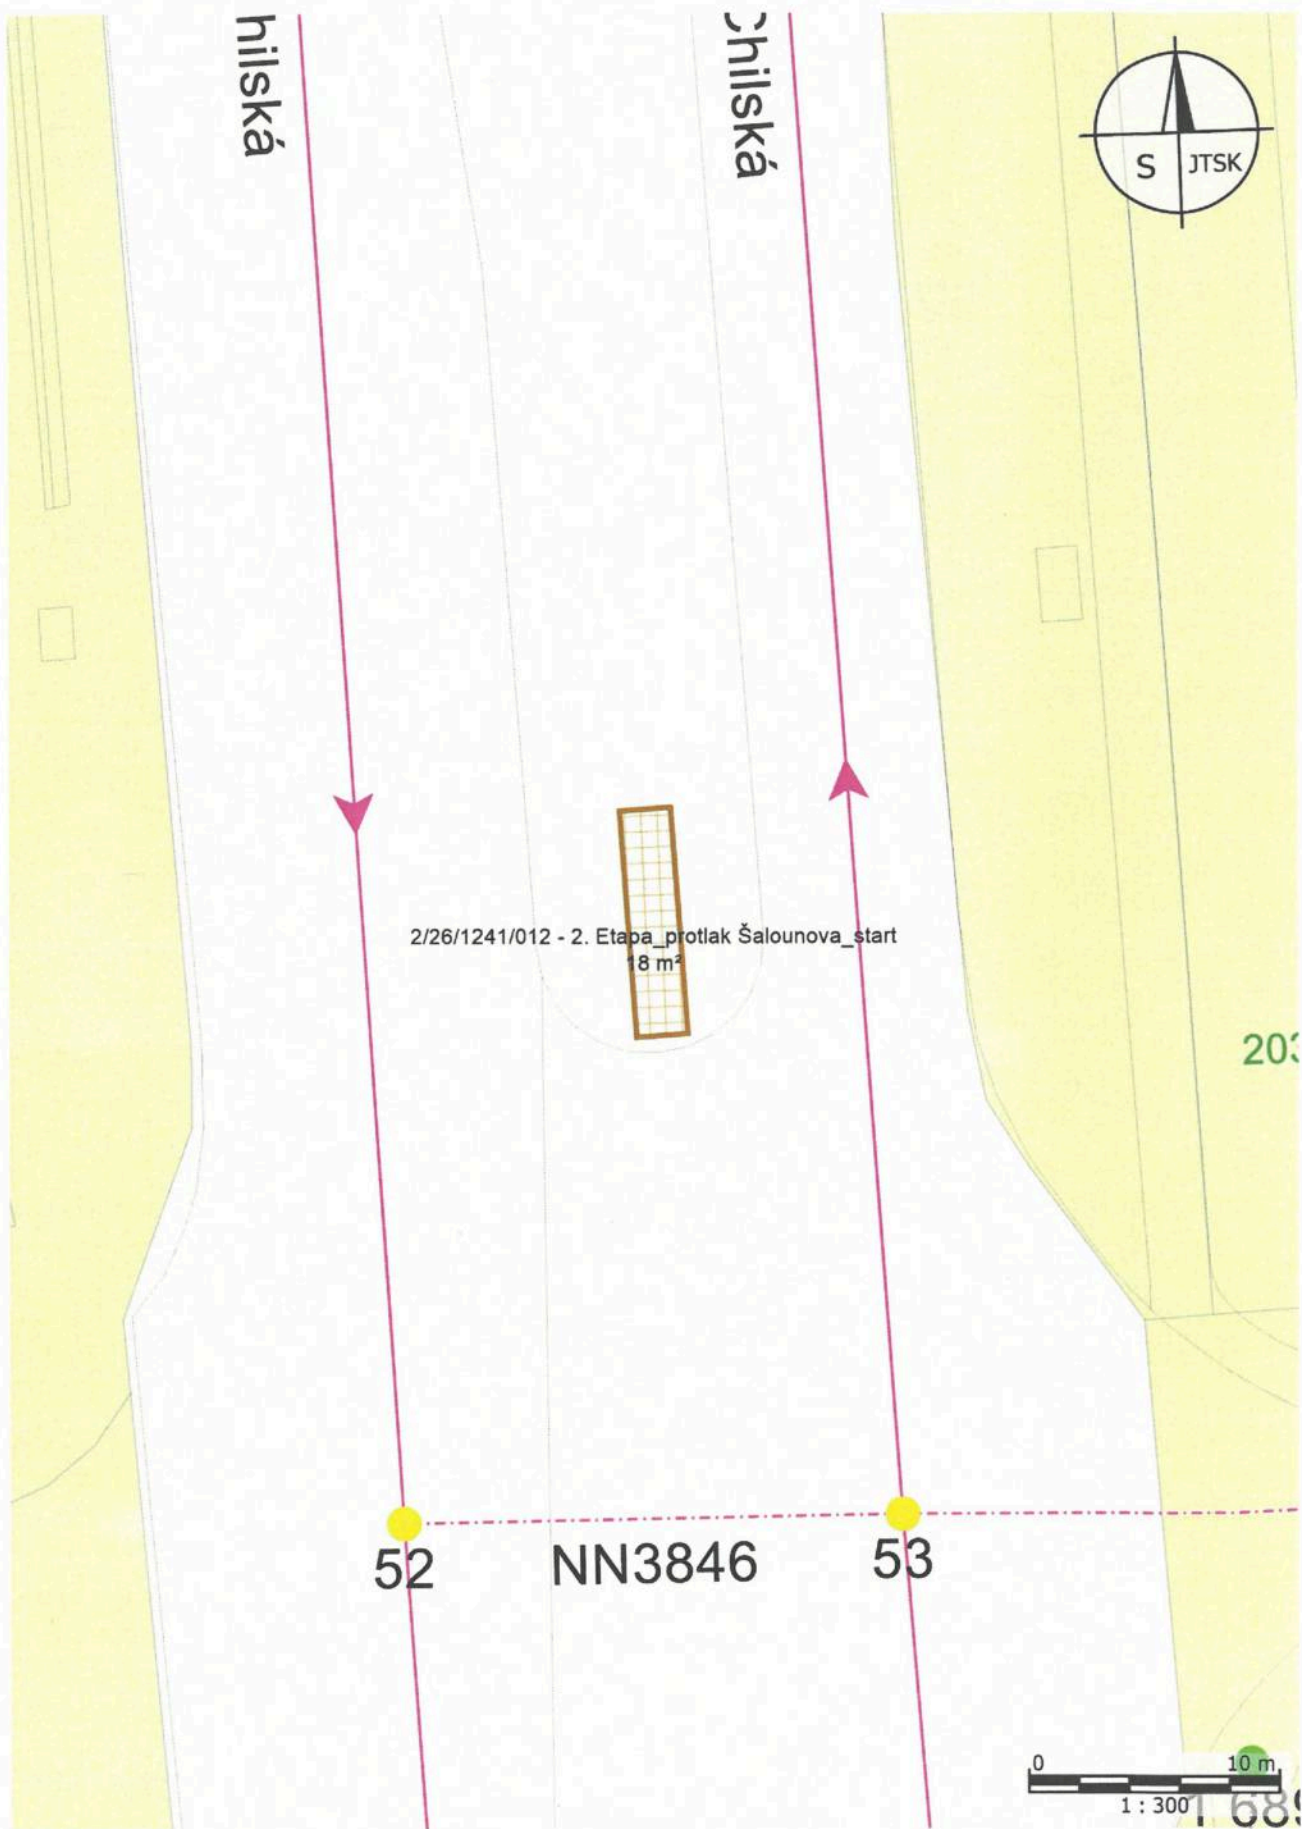 hilská
Chilská
S JTSK
2/26/1241/012 - 2. Etapa_protlak Šalounova_start
18 m²
203
52 NN3846 53
0 10 m
1 : 300